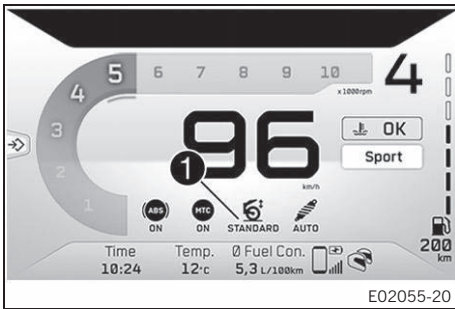 5 6 7 8 9 10
4
3
2
1
x 1000rpm
4
96
km/h
OK
Sport
1
(ABS) MTC
ON ON STANDARD AUTO
200
km
Time Temp. Ø Fuel Con.
10:24 12°c 5,3 L/100km
E02055-20